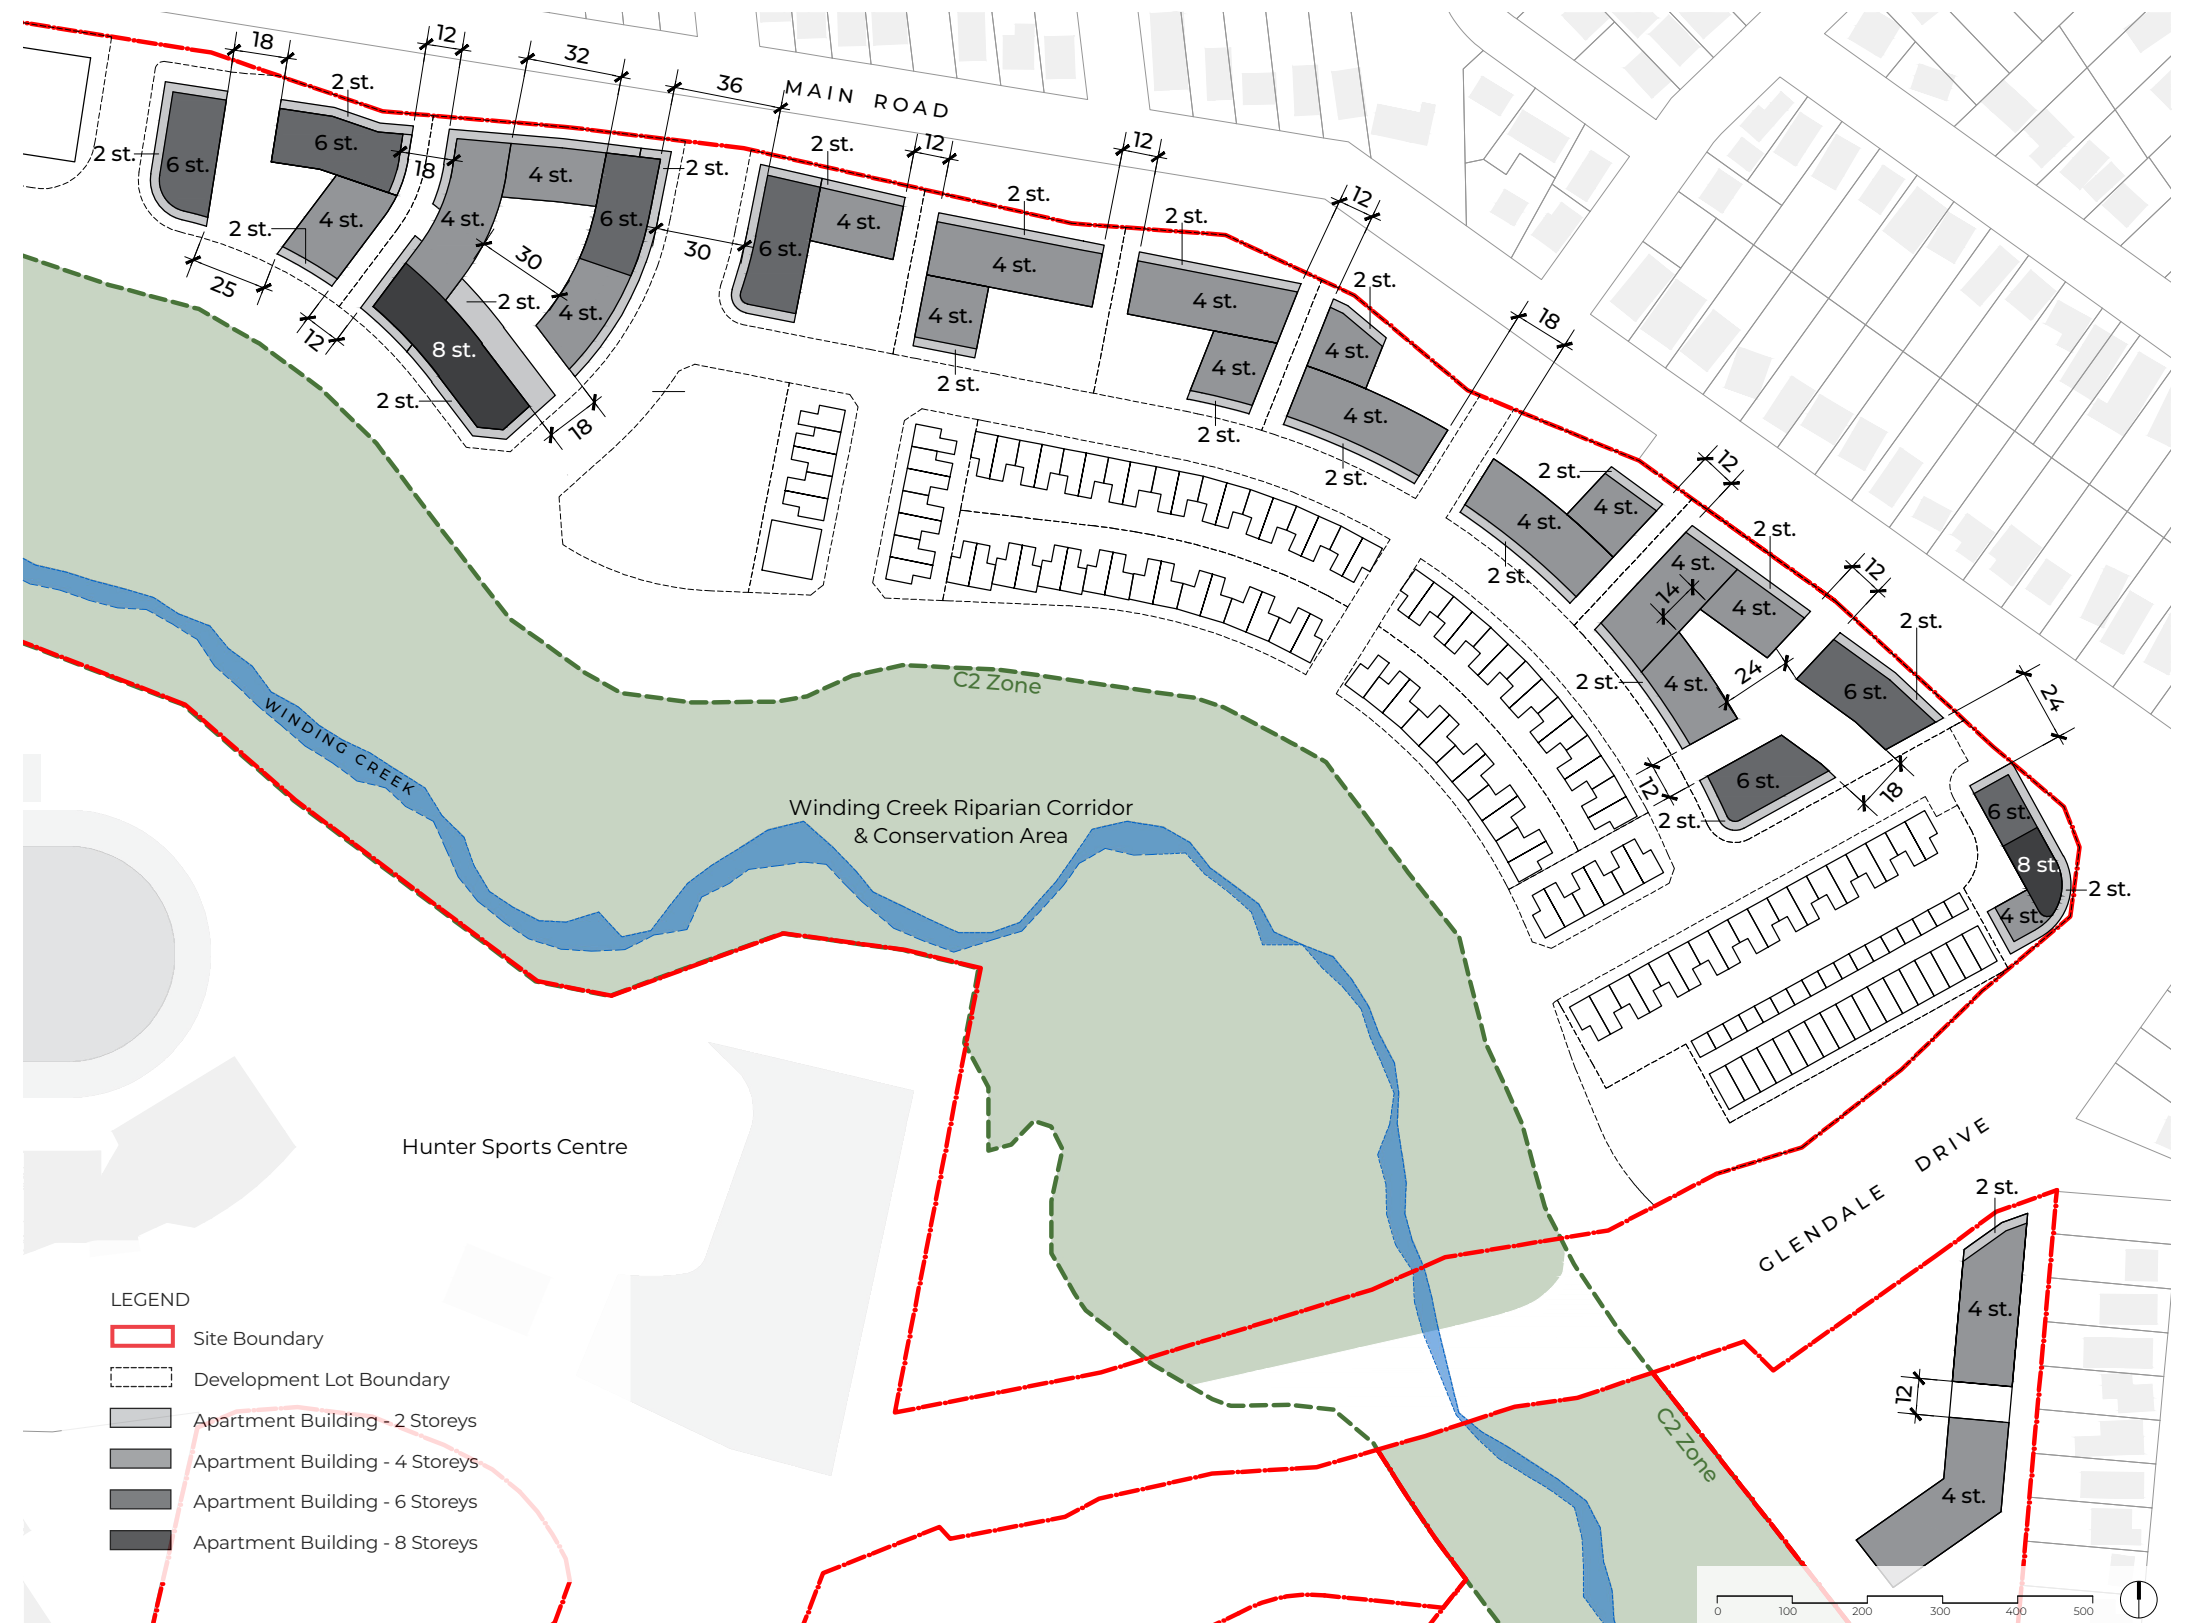 18
12
32
36
MAIN ROAD
2 st.
2 st.
6 st.
6 st.
18
4 st.
2 st.
25
12
4 st.
4 st.
6 st.
2 st.
30
4 st.
2 st.
8 st.
2 st.
18
30
6 st.
2 st.
4 st.
12
2 st.
4 st.
4 st.
2 st.
12
2 st.
4 st.
4 st.
2 st.
12
2 st.
4 st.
4 st.
2 st.
18
2 st.
4 st.
4 st.
2 st.
12
2 st.
4 st.
14
4 st.
4 st.
2 st.
24
12
2 st.
6 st.
24
12
6 st.
2 st.
18
6 st.
8 st.
2 st.
4 st.
C2 Zone
WINDING CREEK
Winding Creek Riparian Corridor
& Conservation Area
Hunter Sports Centre
GLENDALE DRIVE
2 st.
4 st.
12
4 st.
C2 Zone
LEGEND
Site Boundary
Development Lot Boundary
Apartment Building - 2 Storeys
Apartment Building - 4 Storeys
Apartment Building - 6 Storeys
Apartment Building - 8 Storeys
0 100 200 300 400 500